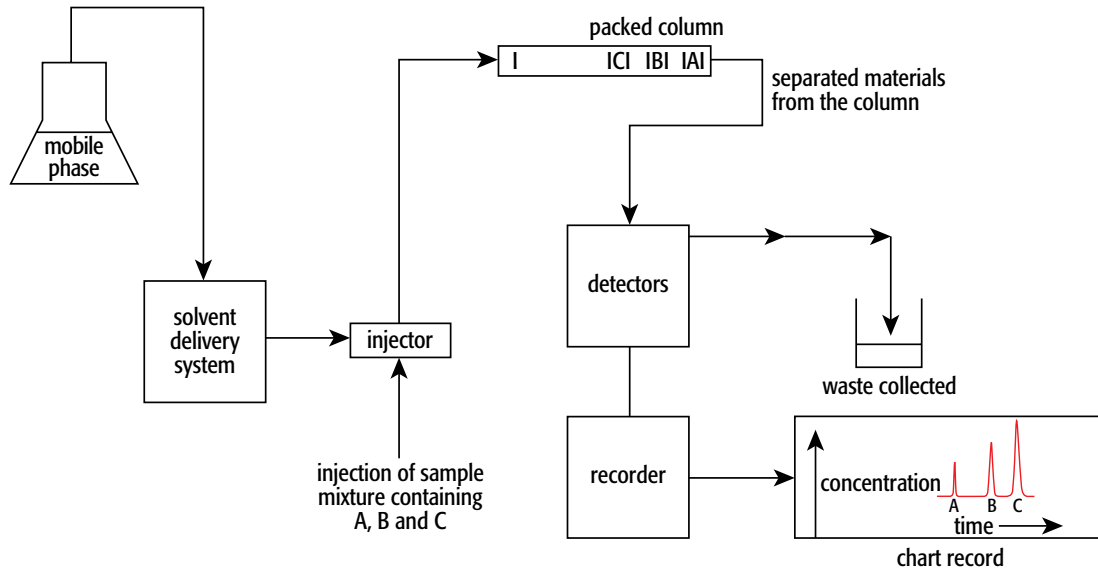 packed column
I ICI IBI IAI
separated materials
from the column
mobile
phase
solvent
delivery
system
injector
detectors
waste collected
injection of sample
mixture containing
A, B and C
recorder
concentration
A B C
time
chart record